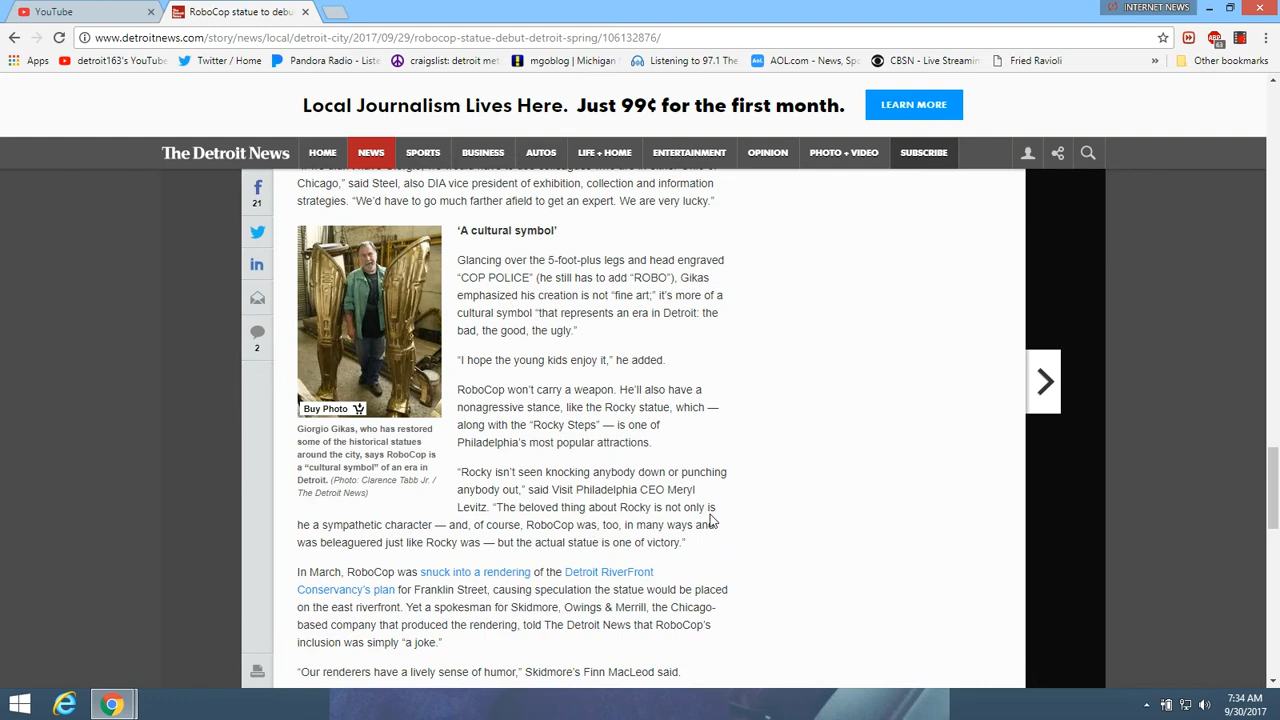 YouTube
RoboCop statue to debu
INTERNET NEWS
www.detroitnews.com/story/news/local/detroit-city/2017/09/29/robocop-statue-debut-detroit-spring/106132876/
ABP
63
Apps
detroit163's YouTube
Twitter / Home
Pandora Radio - Liste
craigslist: detroit met
mgoblog | Michigan
Listening to 97.1 The
AOL.com - News, Spo
Aol.
CBSN - Live Streamin
Fried Ravioli
»
Other bookmarks
Local Journalism Lives Here. Just 99¢ for the first month.
LEARN MORE
The Detroit News
HOME
NEWS
SPORTS
BUSINESS
AUTOS
LIFE + HOME
ENTERTAINMENT
OPINION
PHOTO + VIDEO
SUBSCRIBE
21
2
Chicago,” said Steel, also DIA vice president of exhibition, collection and information
strategies. “We’d have to go much farther afield to get an expert. We are very lucky.”
‘A cultural symbol’
Glancing over the 5-foot-plus legs and head engraved
“COP POLICE” (he still has to add “ROBO”), Gikas
emphasized his creation is not “fine art;” it’s more of a
cultural symbol “that represents an era in Detroit: the
bad, the good, the ugly.”
“I hope the young kids enjoy it,” he added.
RoboCop won’t carry a weapon. He’ll also have a
nonagressive stance, like the Rocky statue, which —
along with the “Rocky Steps” — is one of
Philadelphia’s most popular attractions.
Buy Photo
Giorgio Gikas, who has restored
some of the historical statues
around the city, says RoboCop is
a “cultural symbol” of an era in
Detroit. (Photo: Clarence Tabb Jr. /
The Detroit News)
“Rocky isn’t seen knocking anybody down or punching
anybody out,” said Visit Philadelphia CEO Meryl
Levitz. “The beloved thing about Rocky is not only is
he a sympathetic character — and, of course, RoboCop was, too, in many ways and
was beleaguered just like Rocky was — but the actual statue is one of victory.”
In March, RoboCop was snuck into a rendering of the Detroit RiverFront
Conservancy’s plan for Franklin Street, causing speculation the statue would be placed
on the east riverfront. Yet a spokesman for Skidmore, Owings & Merrill, the Chicago-
based company that produced the rendering, told The Detroit News that RoboCop’s
inclusion was simply “a joke.”
“Our renderers have a lively sense of humor,” Skidmore’s Finn MacLeod said.
7:34 AM
9/30/2017